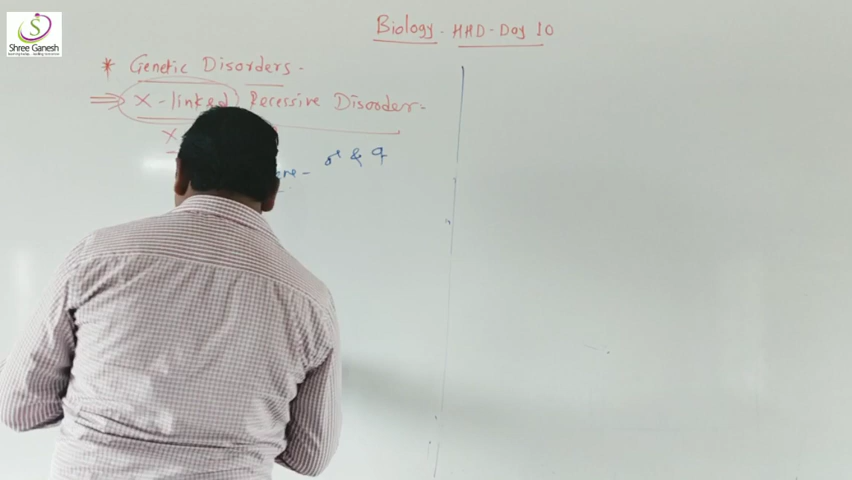 Shree Ganesh
Biology - HHD - Day 10
* Genetic Disorders -
⇒ X-linked Recessive Disorder -
X
♂ & ♀